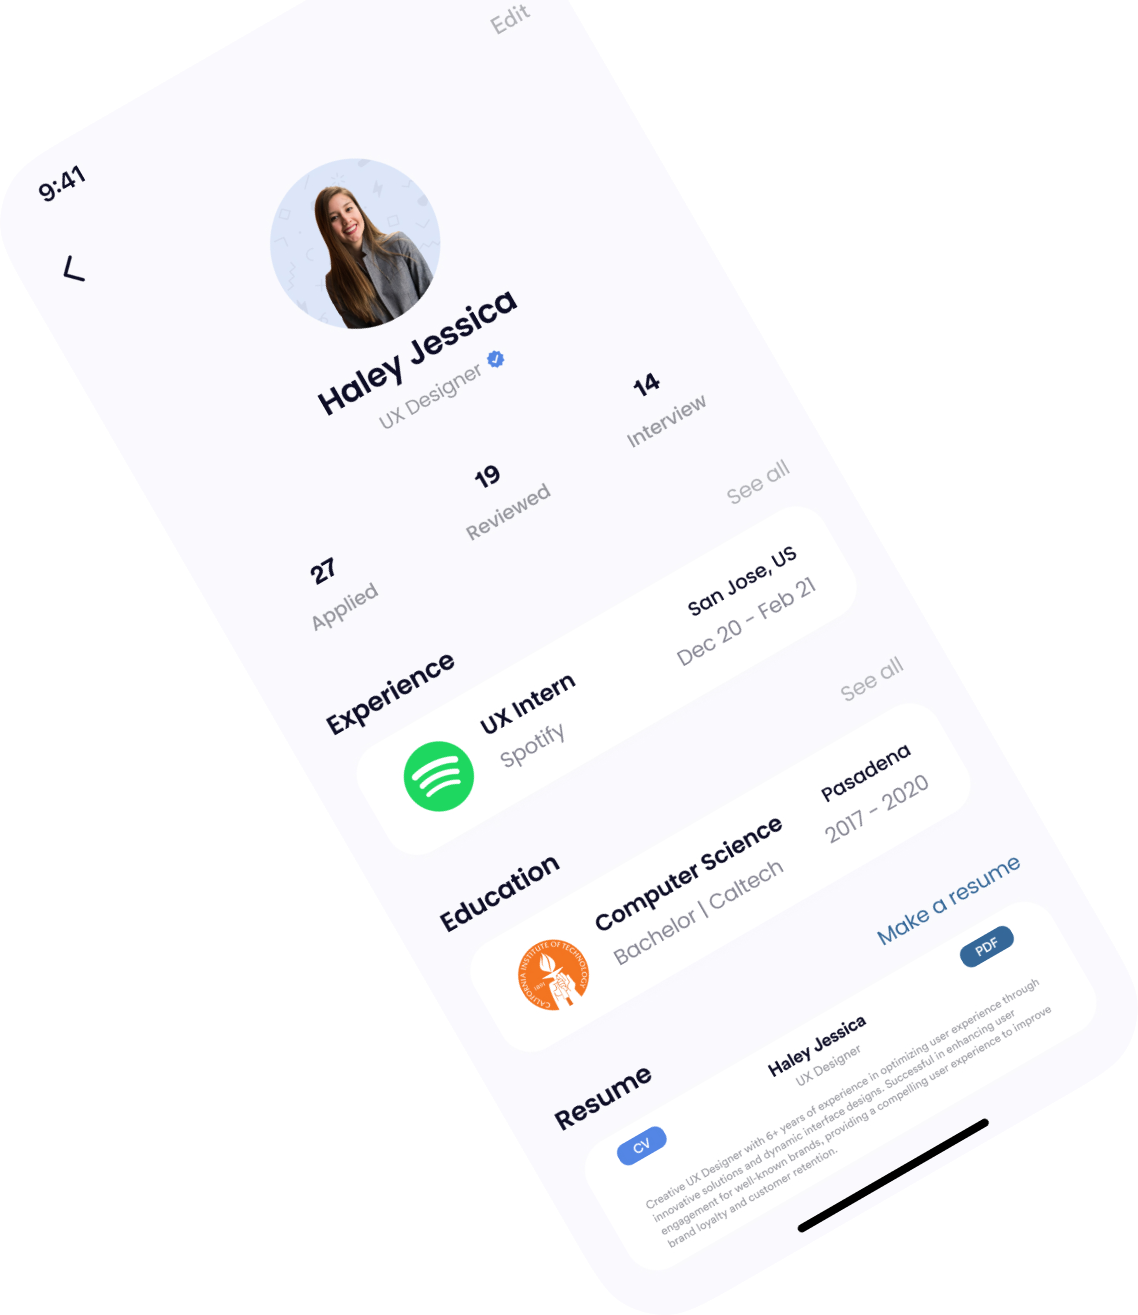 9:41
Edit
Haley Jessica
UX Designer
27
Applied
19
Reviewed
14
Interview
Experience
See all
UX Intern
Spotify
San Jose, US
Dec 20 - Feb 21
Education
See all
Computer Science
Bachelor | Caltech
Pasadena
2017 - 2020
CALIFORNIA INSTITUTE OF TECHNOLOGY
1891
Resume
Make a resume
CV
PDF
Haley Jessica
UX Designer
Creative UX Designer with 6+ years of experience in optimizing user experience through
innovative solutions and dynamic interface designs. Successful in enhancing user
engagement for well-known brands, providing a compelling user experience to improve
brand loyalty and customer retention.